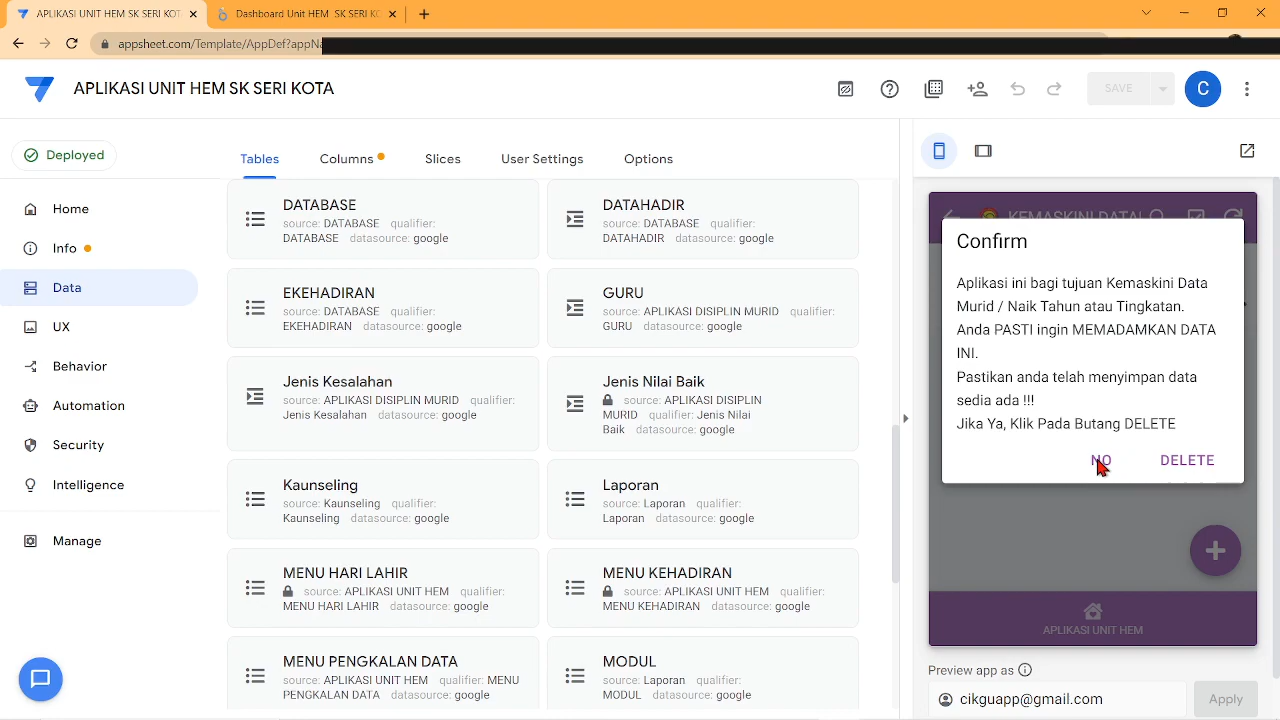 APLIKASI UNIT HEM SK SERI KOTA
Dashboard Unit HEM SK SERI KO
appsheet.com/Template/AppDef?appNa
APLIKASI UNIT HEM SK SERI KOTA
SAVE
C
Deployed
Home
Info
Data
UX
Behavior
Automation
Security
Intelligence
Manage
Tables
Columns
Slices
User Settings
Options
DATABASE
source: DATABASE qualifier:
DATABASE datasource: google
DATAHADIR
source: DATABASE qualifier:
DATAHADIR datasource: google
EKEHADIRAN
source: DATABASE qualifier:
EKEHADIRAN datasource: google
GURU
source: APLIKASI DISIPLIN MURID qualifier:
GURU datasource: google
Jenis Kesalahan
source: APLIKASI DISIPLIN MURID qualifier:
Jenis Kesalahan datasource: google
Jenis Nilai Baik
source: APLIKASI DISIPLIN
MURID qualifier: Jenis Nilai
Baik datasource: google
Kaunseling
source: Kaunseling qualifier:
Kaunseling datasource: google
Laporan
source: Laporan qualifier:
Laporan datasource: google
MENU HARI LAHIR
source: APLIKASI UNIT HEM qualifier:
MENU HARI LAHIR datasource: google
MENU KEHADIRAN
source: APLIKASI UNIT HEM qualifier:
MENU KEHADIRAN datasource: google
MENU PENGKALAN DATA
source: APLIKASI UNIT HEM qualifier: MENU
PENGKALAN DATA datasource: google
MODUL
source: Laporan qualifier:
MODUL datasource: google
KEMASKINI DATA
Confirm
Aplikasi ini bagi tujuan Kemaskini Data
Murid / Naik Tahun atau Tingkatan.
Anda PASTI ingin MEMADAMKAN DATA
INI.
Pastikan anda telah menyimpan data
sedia ada !!!
Jika Ya, Klik Pada Butang DELETE
NO
DELETE
APLIKASI UNIT HEM
Preview app as
cikguapp@gmail.com
Apply